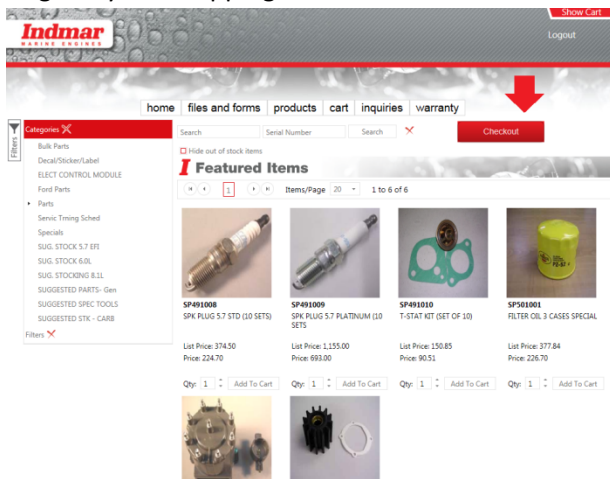 Show Cart
Indmar
MARINE ENGINES
Logout
home files and forms products cart inquiries warranty
Filters
Categories
Bulk Parts
Decal/Sticker/Label
ELECT CONTROL MODULE
Ford Parts
Parts
Servic Trning Sched
Specials
SUG. STOCK 5.7 EFI
SUG. STOCK 6.0L
SUG. STOCKING 8.1L
SUGGESTED PARTS- Gen
SUGGESTED SPEC TOOLS
SUGGESTED STK - CARB
Filters
Search Serial Number Search
Checkout
Hide out of stock items
I Featured Items
1 Items/Page 20 1 to 6 of 6
SP491008
SPK PLUG 5.7 STD (10 SETS)
List Price: 374.50
Price: 224.70
Qty: 1 Add To Cart
SP491009
SPK PLUG 5.7 PLATINUM (10
SETS
List Price: 1,155.00
Price: 693.00
Qty: 1 Add To Cart
SP491010
T-STAT KIT (SET OF 10)
List Price: 150.85
Price: 90.51
Qty: 1 Add To Cart
SP501001
FILTER OIL 3 CASES SPECIAL
List Price: 377.84
Price: 226.70
Qty: 1 Add To Cart